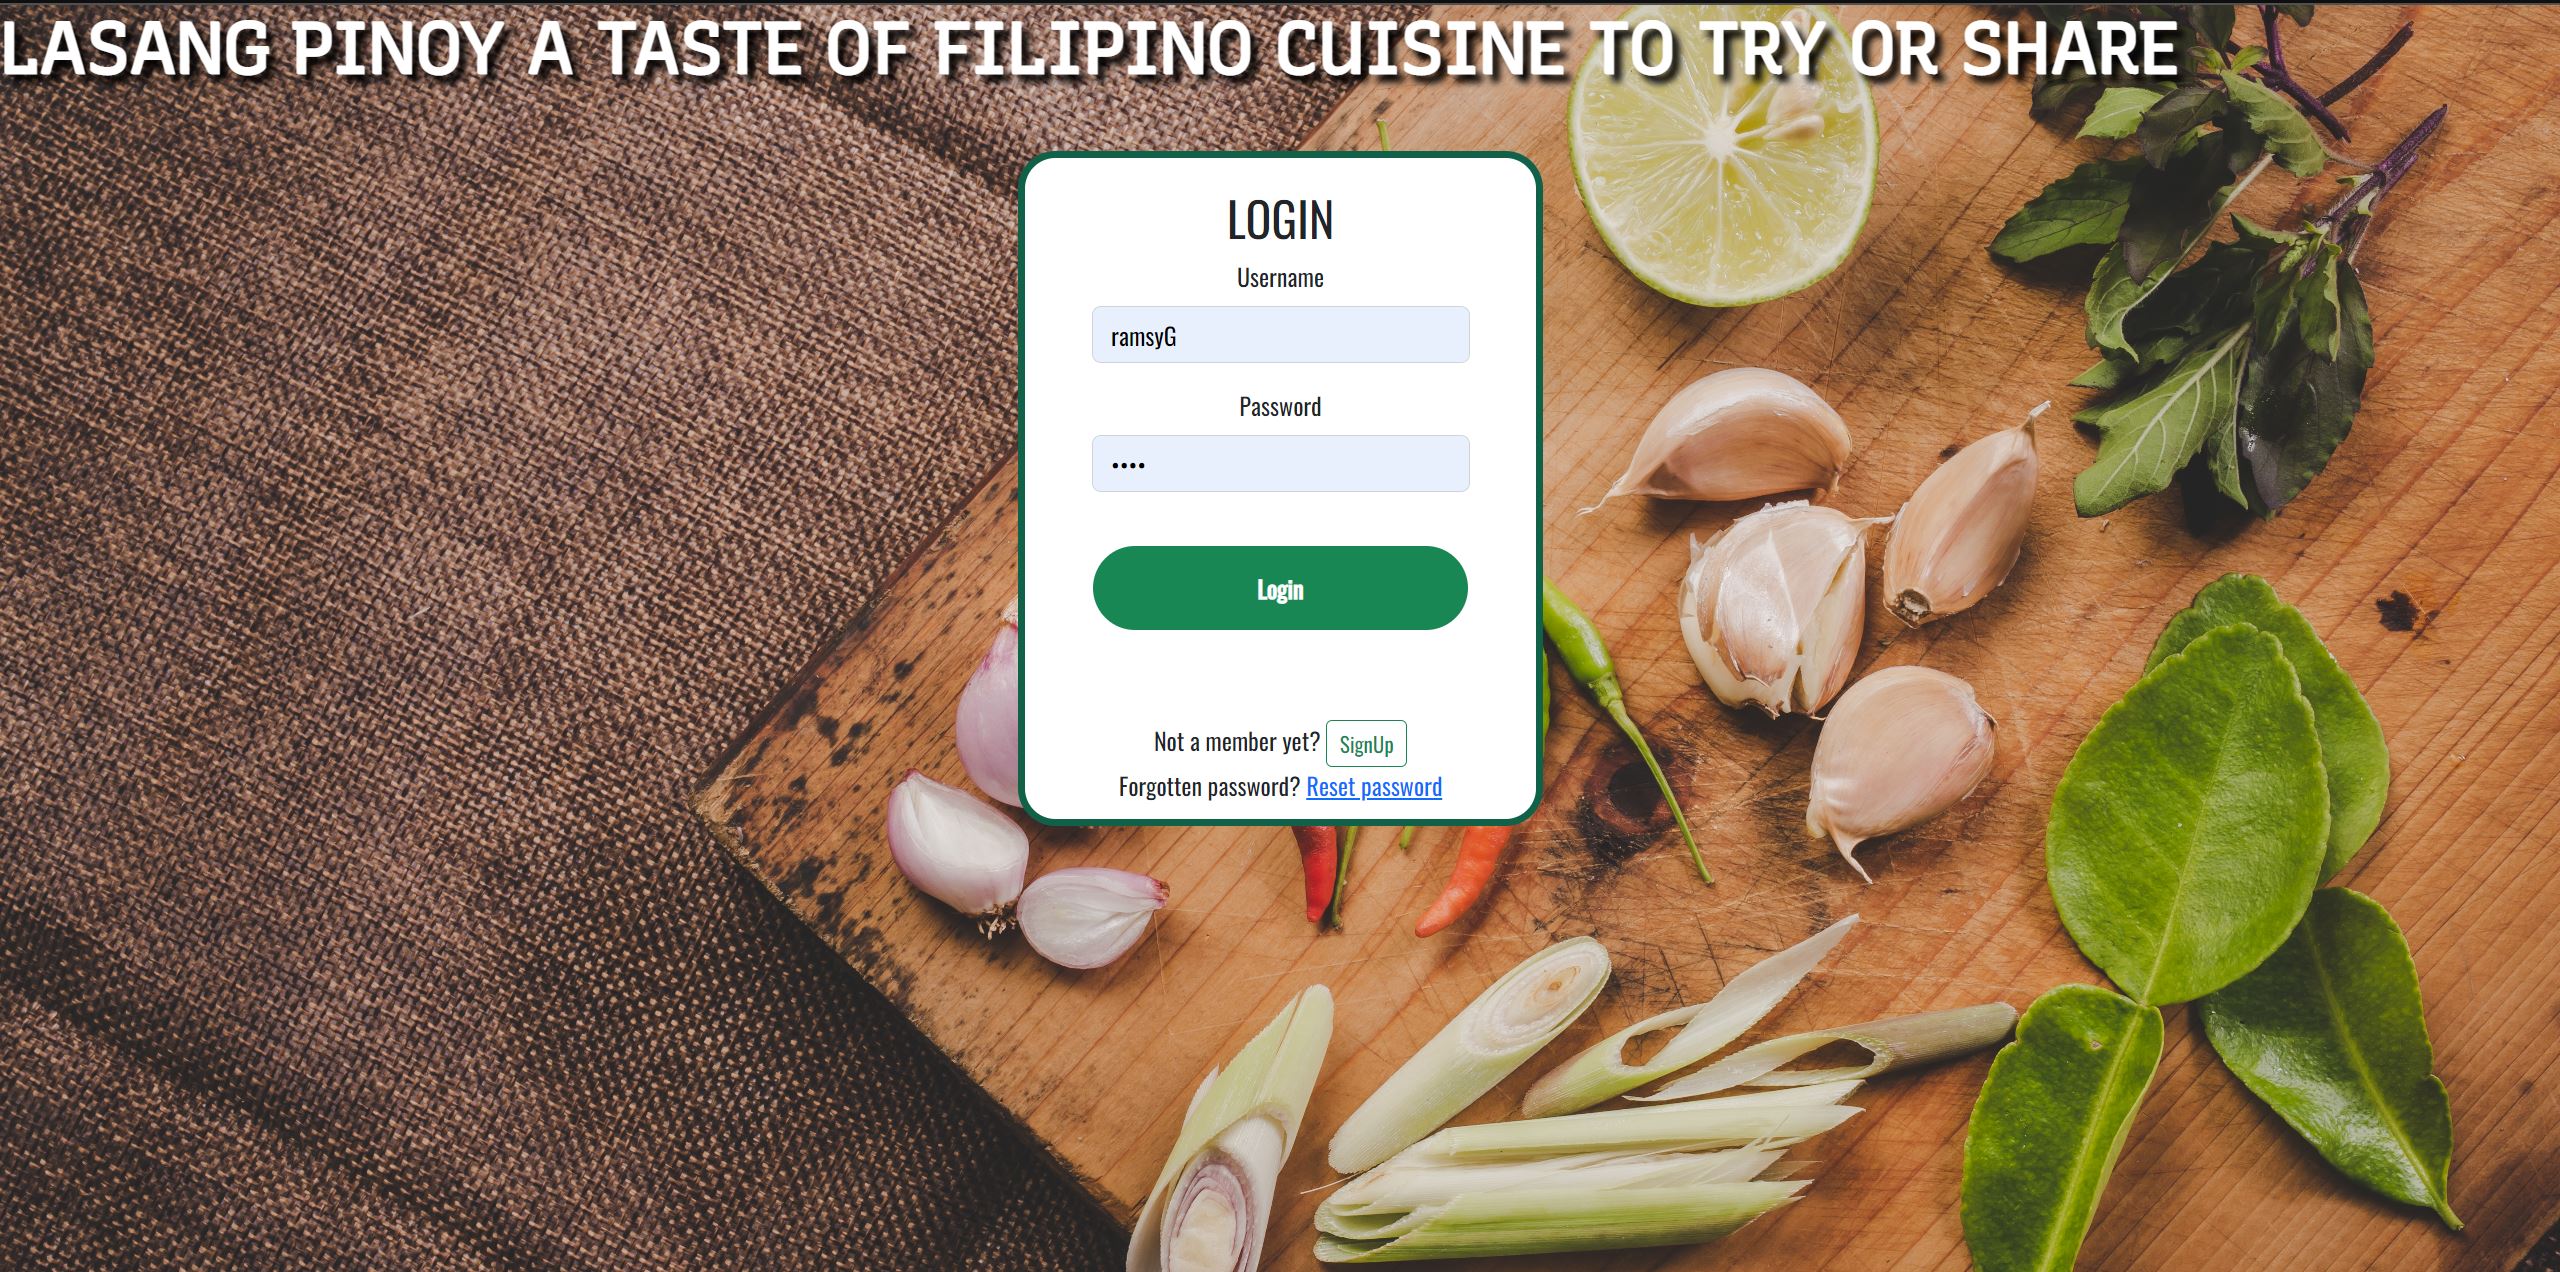 LASANG PINOY A TASTE OF FILIPINO CUISINE TO TRY OR SHARE
LOGIN
Username
ramsyG
Password
••••
Login
Not a member yet? SignUp
Forgotten password? Reset password